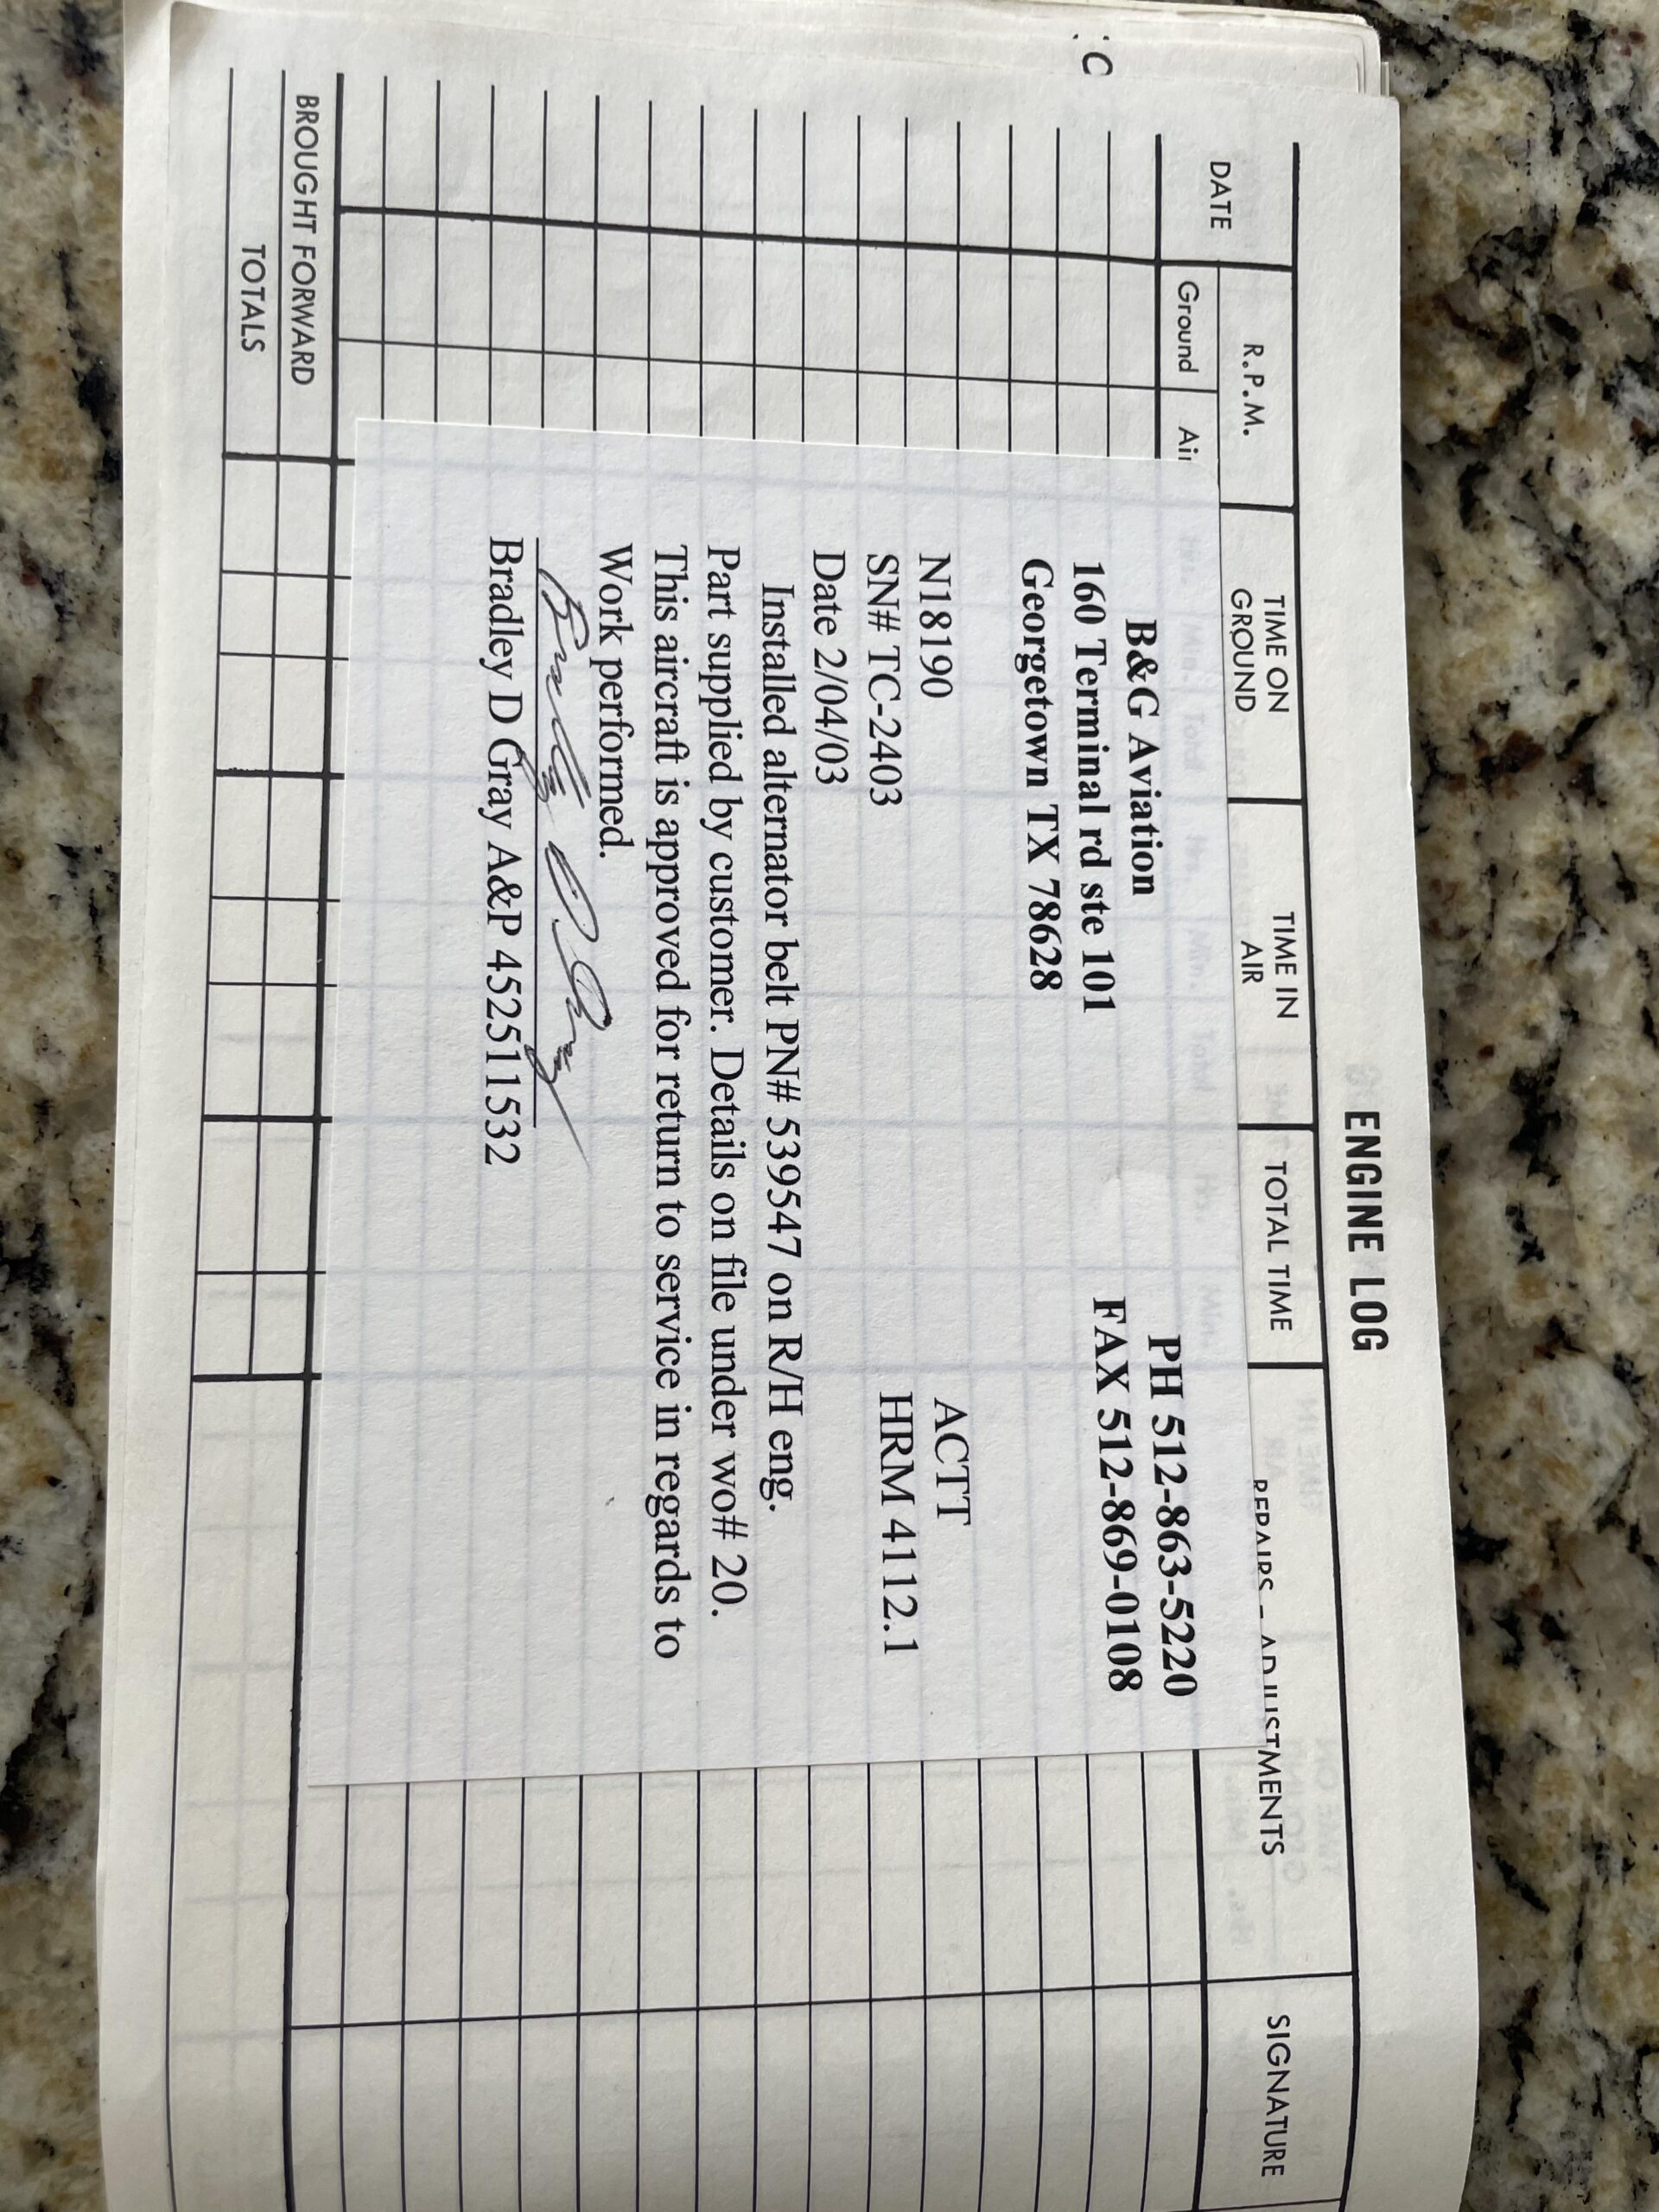 ENGINE LOG
DATE
R.P.M.
Ground
Air
TIME ON
GROUND
TIME IN
AIR
TOTAL TIME
REPAIRS - ADJUSTMENTS
SIGNATURE
B&G Aviation PH 512-863-5220
160 Terminal rd ste 101 FAX 512-869-0108
Georgetown TX 78628
N18190 ACTT
SN# TC-2403 HRM 4112.1
Date 2/04/03
Installed alternator belt PN# 539547 on R/H eng.
Part supplied by customer. Details on file under wo# 20.
This aircraft is approved for return to service in regards to
Work performed.
Bradley D Gray
Bradley D Gray A&P 452511532
BROUGHT FORWARD
TOTALS